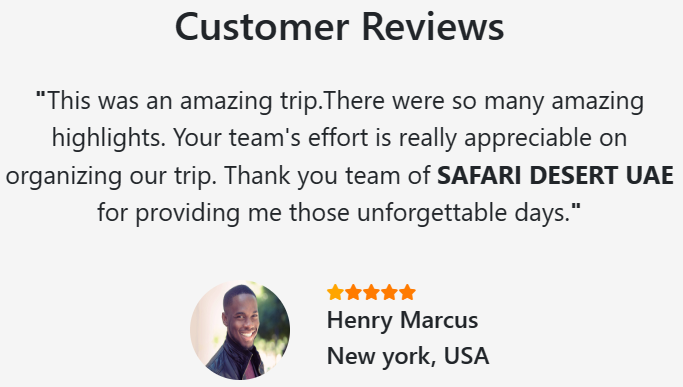 Customer Reviews
"This was an amazing trip.There were so many amazing
highlights. Your team's effort is really appreciable on
organizing our trip. Thank you team of SAFARI DESERT UAE
for providing me those unforgettable days."
Henry Marcus
New york, USA